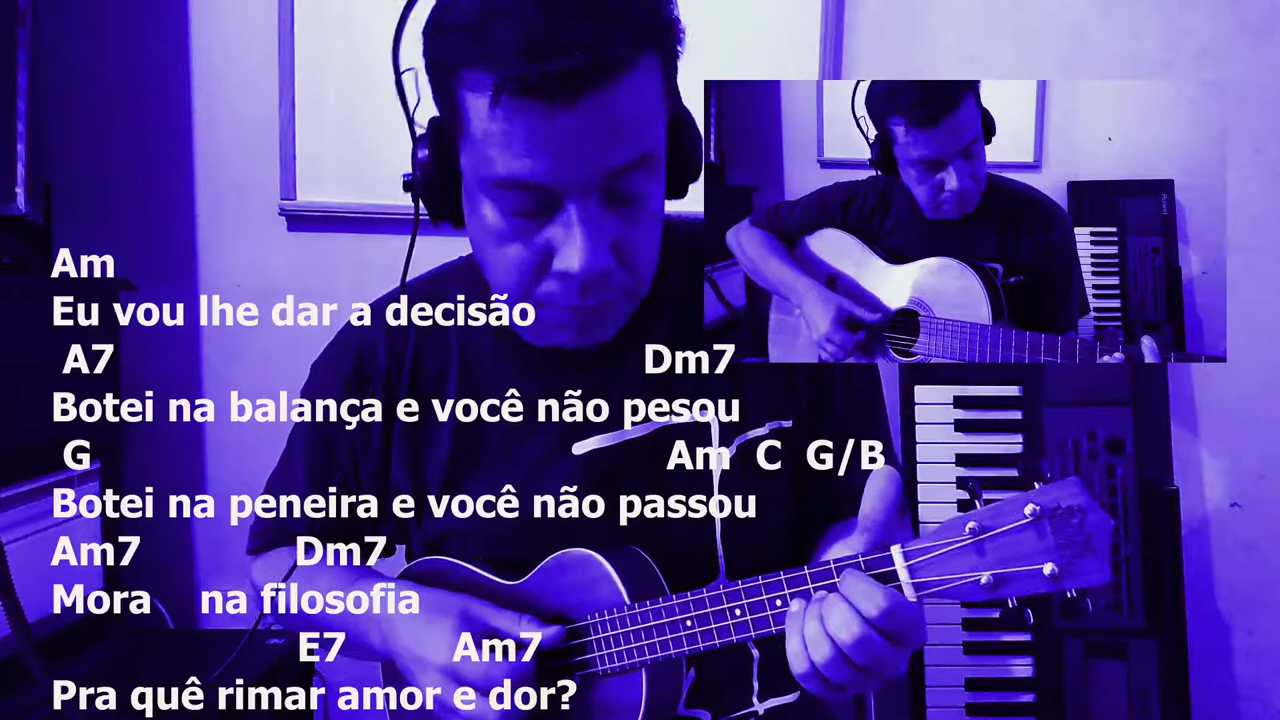 Am
Eu vou lhe dar a decisão
A7 Dm7
Botei na balança e você não pesou
G Am C G/B
Botei na peneira e você não passou
Am7 Dm7
Mora na filosofia
E7 Am7
Pra quê rimar amor e dor?
Roland